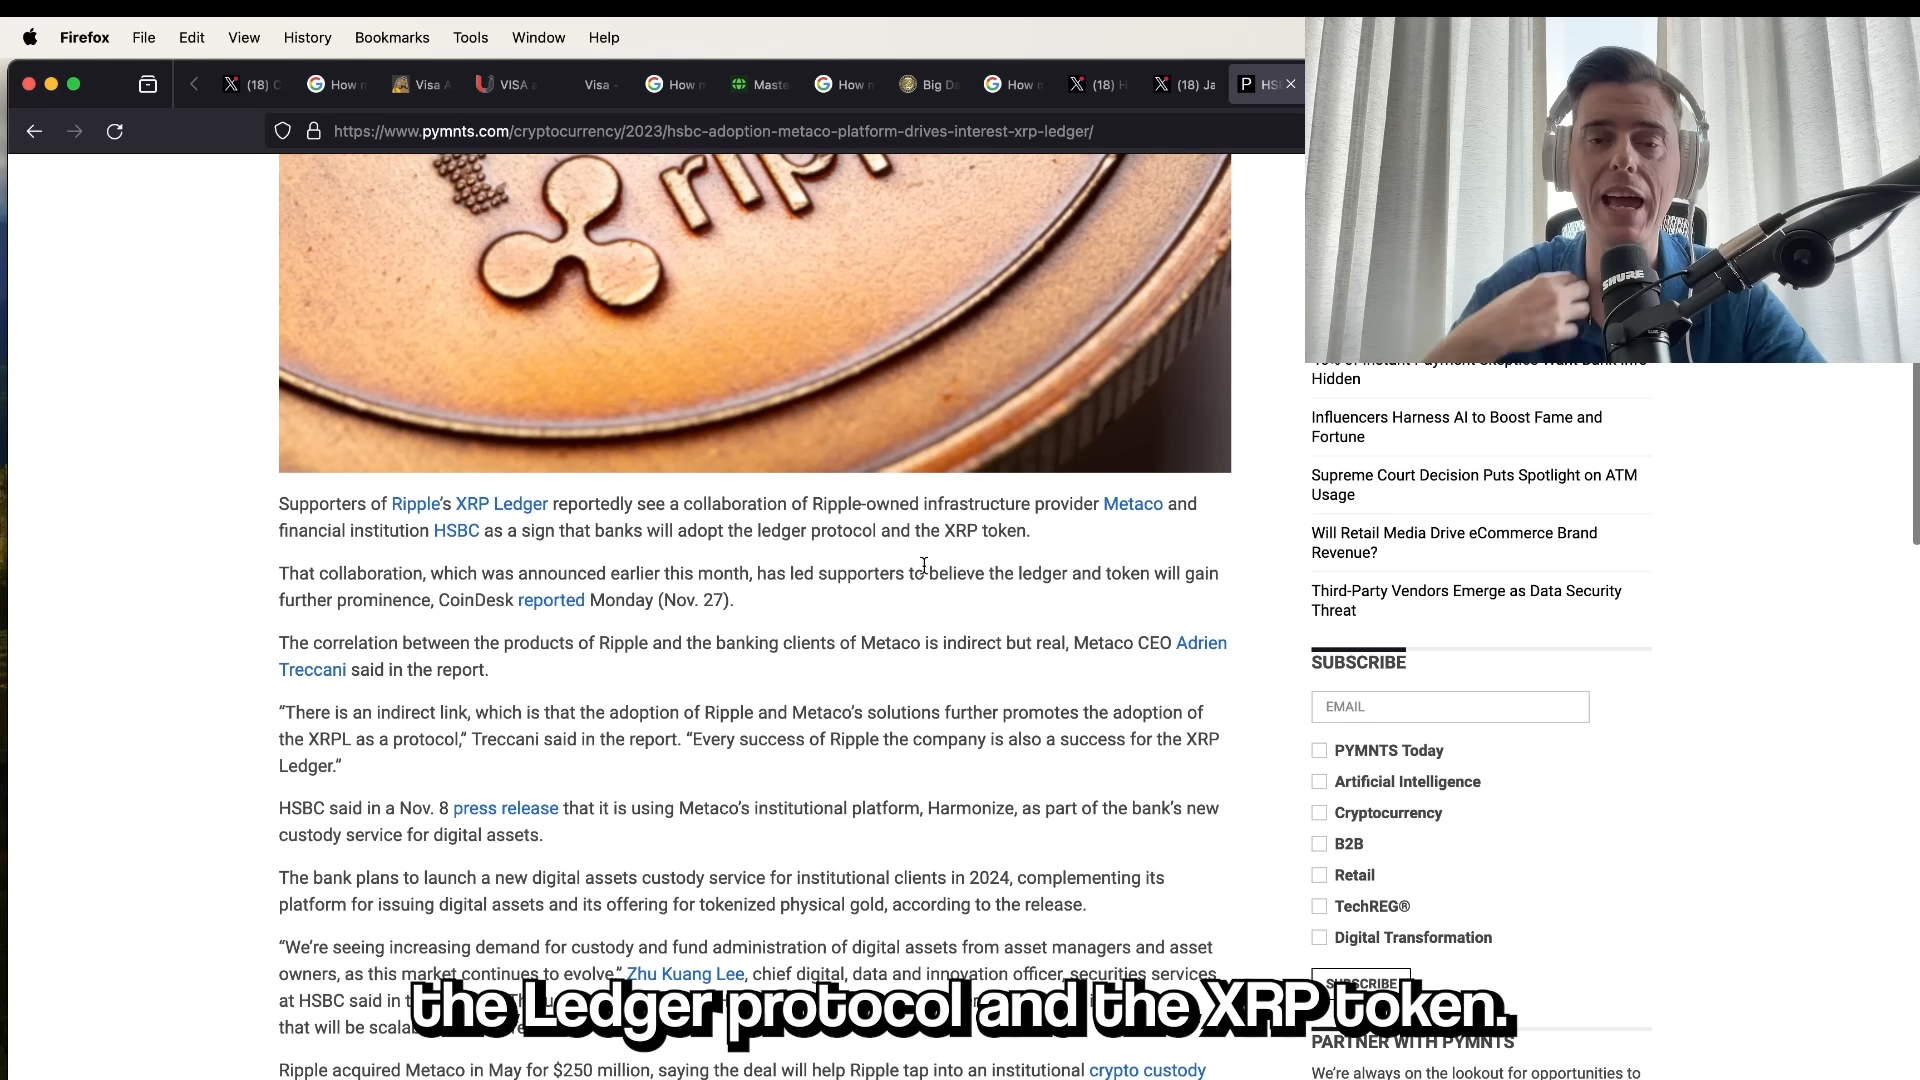 Firefox File Edit View History Bookmarks Tools Window Help
(18) C How n Visa A VISA a Visa - How n Maste How n Big Da How n (18) H (18) Ja HS
https://www.pymnts.com/cryptocurrency/2023/hsbc-adoption-metaco-platform-drives-interest-xrp-ledger/
ripp
SHURE
Hidden
Influencers Harness AI to Boost Fame and
Fortune
Supreme Court Decision Puts Spotlight on ATM
Usage
Will Retail Media Drive eCommerce Brand
Revenue?
Third-Party Vendors Emerge as Data Security
Threat
Supporters of Ripple’s XRP Ledger reportedly see a collaboration of Ripple-owned infrastructure provider Metaco and
financial institution HSBC as a sign that banks will adopt the ledger protocol and the XRP token.
That collaboration, which was announced earlier this month, has led supporters to believe the ledger and token will gain
further prominence, CoinDesk reported Monday (Nov. 27).
The correlation between the products of Ripple and the banking clients of Metaco is indirect but real, Metaco CEO Adrien
Treccani said in the report.
“There is an indirect link, which is that the adoption of Ripple and Metaco’s solutions further promotes the adoption of
the XRPL as a protocol,” Treccani said in the report. “Every success of Ripple the company is also a success for the XRP
Ledger.”
HSBC said in a Nov. 8 press release that it is using Metaco’s institutional platform, Harmonize, as part of the bank’s new
custody service for digital assets.
The bank plans to launch a new digital assets custody service for institutional clients in 2024, complementing its
platform for issuing digital assets and its offering for tokenized physical gold, according to the release.
“We’re seeing increasing demand for custody and fund administration of digital assets from asset managers and asset
owners, as this market continues to evolve,” Zhu Kuang Lee, chief digital, data and innovation officer, securities services
at HSBC said in
that will be
Ripple acquired Metaco in May for $250 million, saying the deal will help Ripple tap into an institutional crypto custody
SUBSCRIBE
EMAIL
PYMNTS Today
Artificial Intelligence
Cryptocurrency
B2B
Retail
TechREG®
Digital Transformation
SUBSCRIBE
PARTNER WITH PYMNTS
We’re always on the lookout for opportunities to
the Ledger protocol and the XRP token.